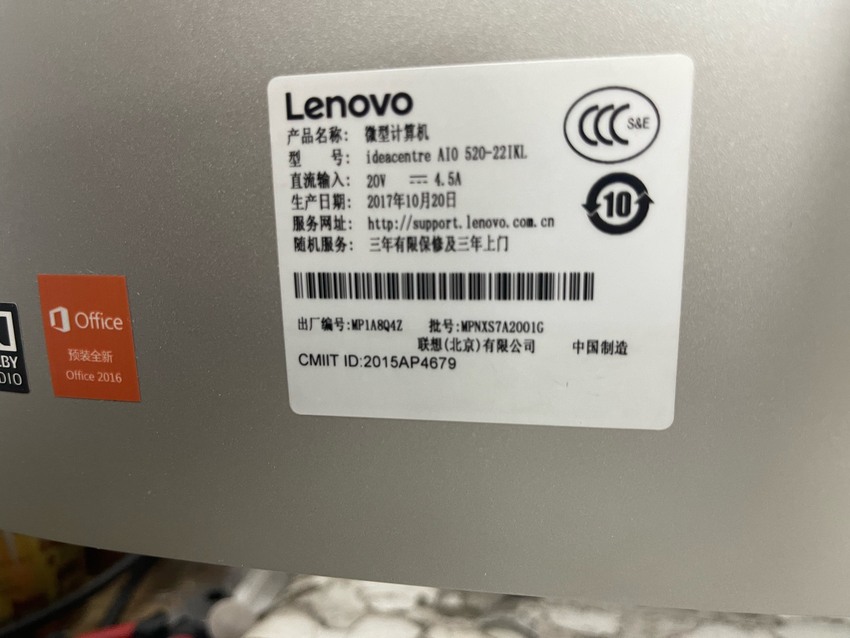 Lenovo
产品名称: 微型计算机
型 号: ideacentre AIO 520-22IKL
直流输入: 20V ⎓ 4.5A
生产日期: 2017年10月20日
服务网址: http://support.lenovo.com.cn
随机服务: 三年有限保修及三年上门
CCC S&E
10
出厂编号:MP1A8Q4Z 批号:MPNXS7A2001G
联想(北京)有限公司 中国制造
CMIIT ID:2015AP4679
Office
预装全新
Office 2016